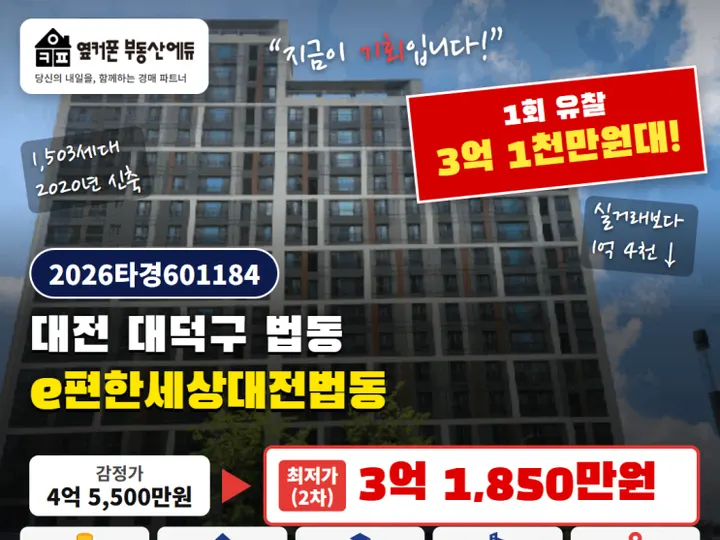 옆커폰 부동산에듀
당신의 내일을, 함께하는 경매 파트너
"지금이 기회입니다!"
1회 유찰
3억 1천만원대!
1,503세대
2020년 신축
실거래보다
1억 4천↓
2026타경601184
대전 대덕구 법동
e편한세상대전법동
감정가
4억 5,500만원
최저가
(2차)
3억 1,850만원